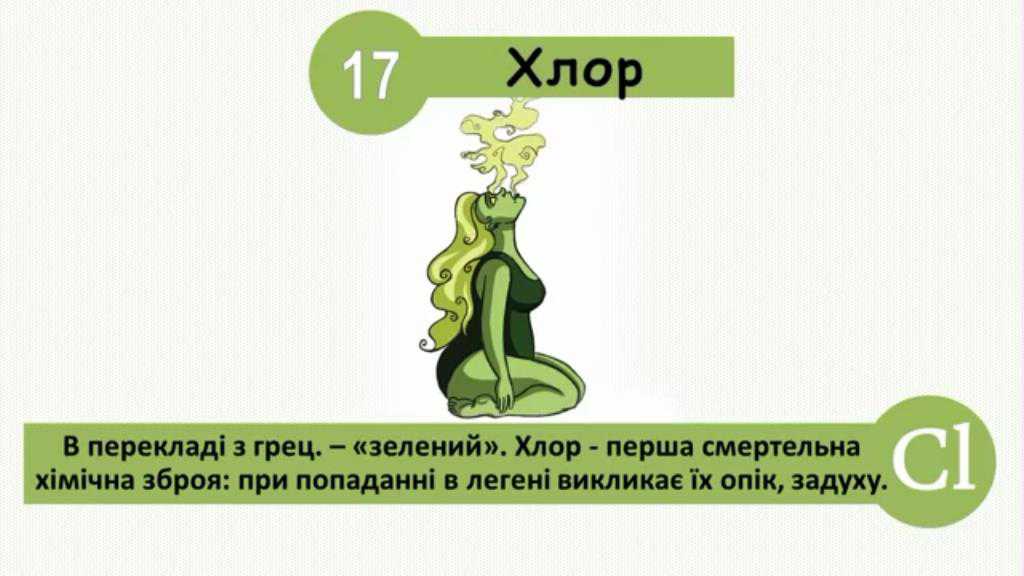 17
Хлор
В перекладі з грец. – «зелений». Хлор - перша смертельна
хімічна зброя: при попаданні в легені викликає їх опік, задуху.
Cl